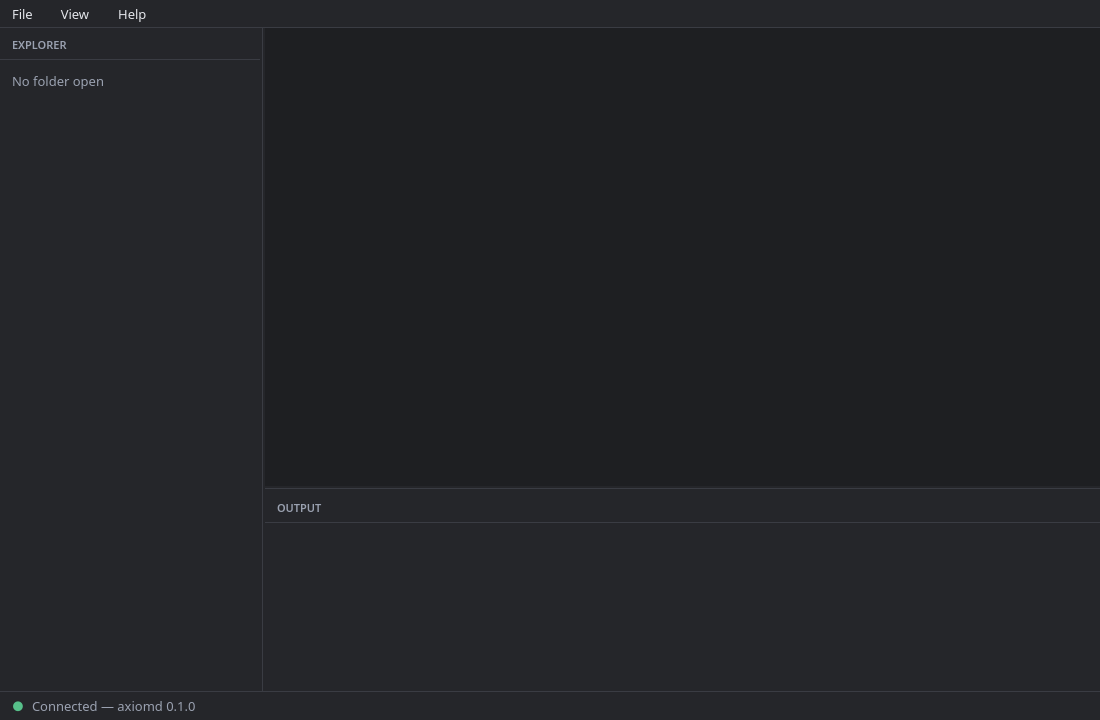 File View Help
EXPLORER
No folder open
OUTPUT
Connected — axiomd 0.1.0